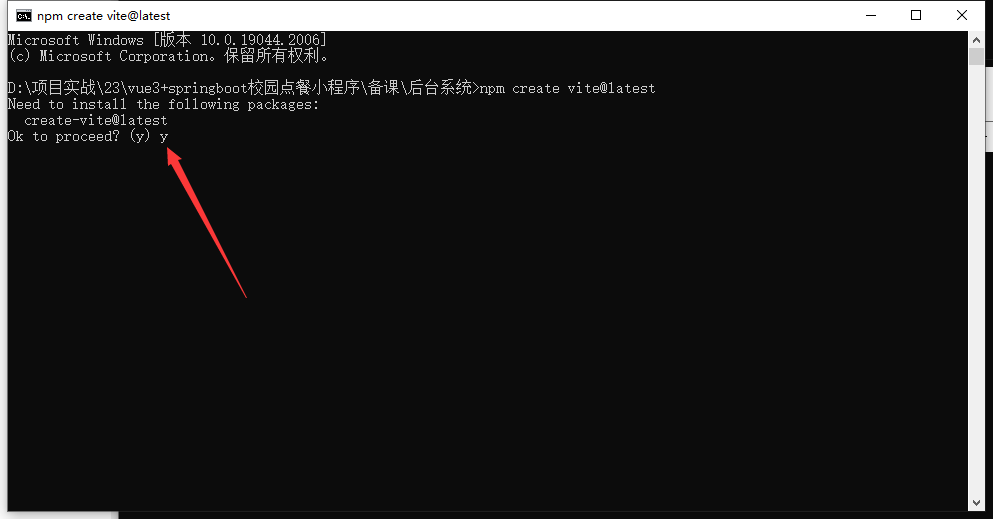 npm create vite@latest
Microsoft Windows [版本 10.0.19044.2006]
(c) Microsoft Corporation。保留所有权利。
D:\项目实战\23\vue3+springboot校园点餐小程序\备课\后台系统>npm create vite@latest
Need to install the following packages:
create-vite@latest
Ok to proceed? (y) y